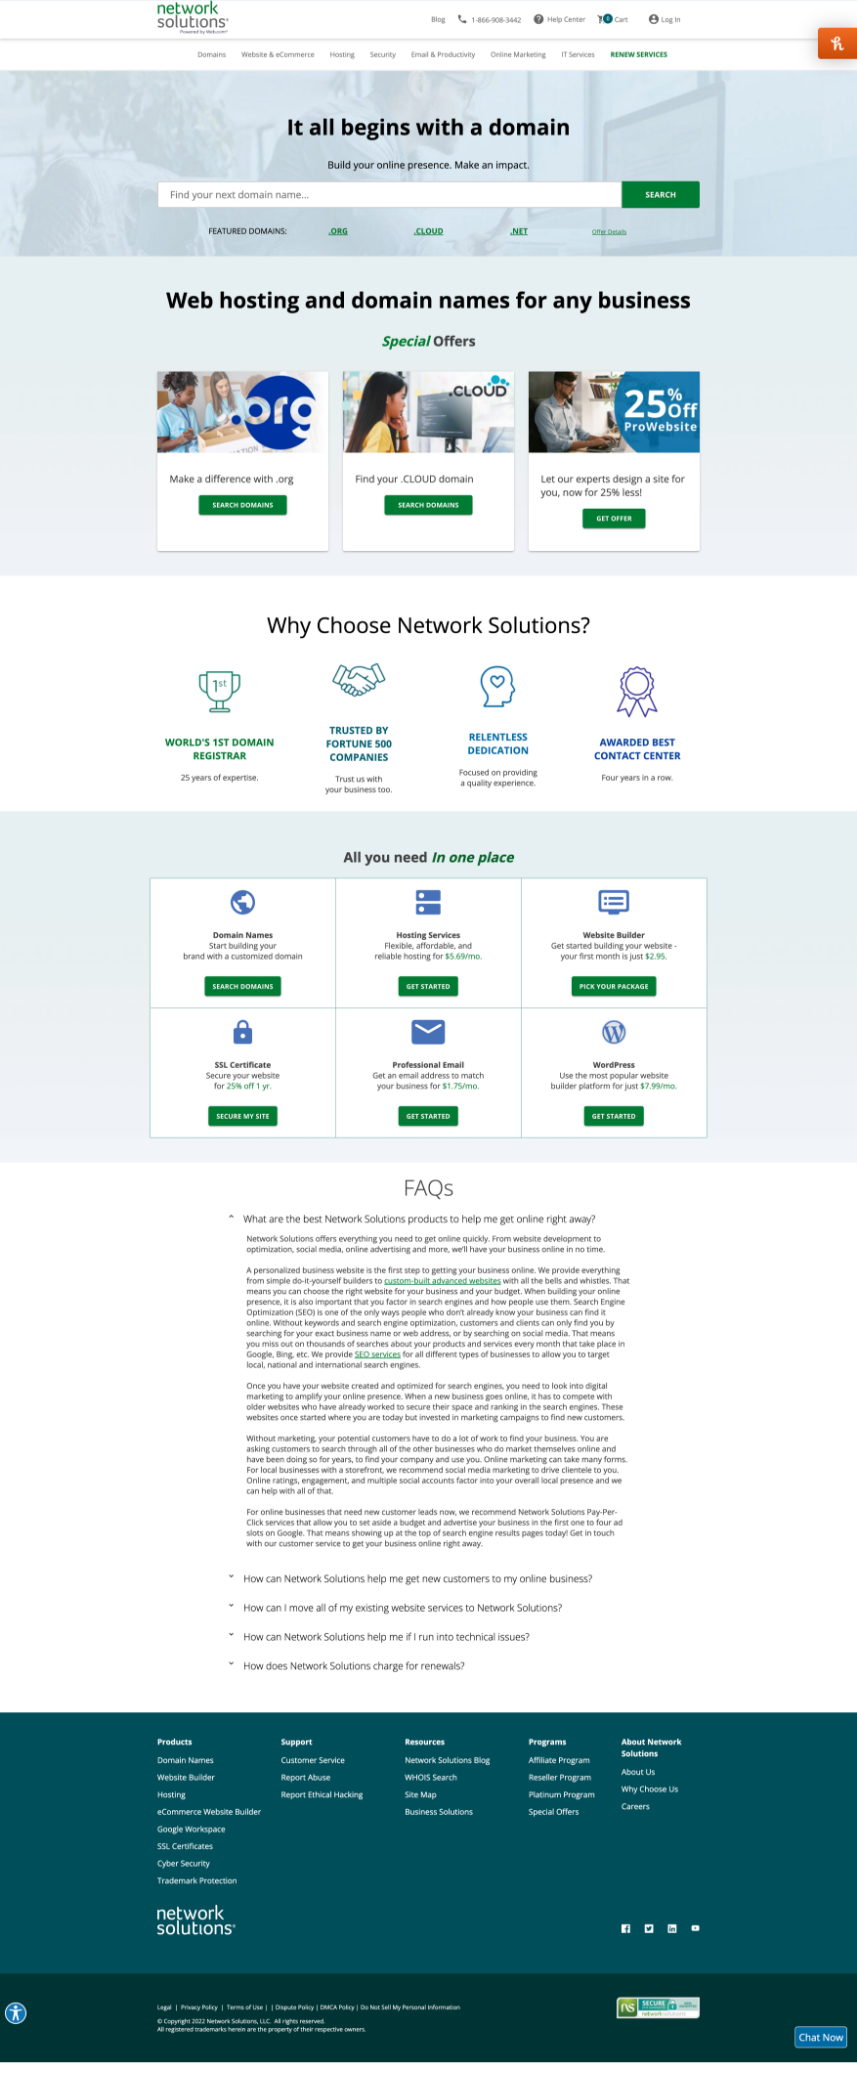 network
solutions
Powered by Web.com
Blog
1-866-908-3442
Help Center
0
Cart
Log In
Domains
Website & eCommerce
Hosting
Security
Email & Productivity
Online Marketing
IT Services
RENEW SERVICES
It all begins with a domain
Build your online presence. Make an impact.
Find your next domain name...
SEARCH
FEATURED DOMAINS:
.ORG
.CLOUD
.NET
Offer Details
Web hosting and domain names for any business
Special Offers
.org
.CLOUD
25% Off
ProWebsite
Make a difference with .org
SEARCH DOMAINS
Find your .CLOUD domain
SEARCH DOMAINS
Let our experts design a site for
you, now for 25% less!
GET OFFER
Why Choose Network Solutions?
1st
WORLD'S 1ST DOMAIN
REGISTRAR
25 years of expertise.
TRUSTED BY
FORTUNE 500
COMPANIES
Trust us with
your business too.
RELENTLESS
DEDICATION
Focused on providing
a quality experience.
AWARDED BEST
CONTACT CENTER
Four years in a row.
All you need In one place
Domain Names
Start building your
brand with a customized domain
SEARCH DOMAINS
Hosting Services
Flexible, affordable, and
reliable hosting for $5.69/mo.
GET STARTED
Website Builder
Get started building your website -
your first month is just $2.95.
PICK YOUR PACKAGE
SSL Certificate
Secure your website
for 25% off 1 yr.
SECURE MY SITE
Professional Email
Get an email address to match
your business for $1.75/mo.
GET STARTED
WordPress
Use the most popular website
builder platform for just $7.99/mo.
GET STARTED
FAQs
What are the best Network Solutions products to help me get online right away?
Network Solutions offers everything you need to get online quickly. From website development to
optimization, social media, online advertising and more, we'll have your business online in no time.
A personalized business website is the first step to getting your business online. We provide everything
from simple do-it-yourself builders to custom-built advanced websites with all the bells and whistles. That
means you can choose the right website for your business and your budget. When building your online
presence, it is also important that you factor in search engines and how people use them. Search Engine
Optimization (SEO) is one of the only ways people who don't already know your business can find it
online. Without keywords and search engine optimization, customers and clients can only find you by
searching for your exact business name or web address, or by searching on social media. That means
you miss out on thousands of searches about your products and services every month that take place in
Google, Bing, etc. We provide SEO services for all different types of businesses to allow you to target
local, national and international search engines.
Once you have your website created and optimized for search engines, you need to look into digital
marketing to amplify your online presence. When a new business goes online, it has to compete with
older websites who have already worked to secure their space and ranking in the search engines. These
websites once started where you are today but invested in marketing campaigns to find new customers.
Without marketing, your potential customers have to do a lot of work to find your business. You are
asking customers to search through all of the other businesses who do market themselves online and
have been doing so for years, to find your company and use you. Online marketing can take many forms.
For local businesses with a storefront, we recommend social media marketing to drive clientele to you.
Online ratings, engagement, and multiple social accounts factor into your overall local presence and we
can help with all of that.
For online businesses that need new customer leads now, we recommend Network Solutions Pay-Per-
Click services that allow you to set aside a budget and advertise your business in the first one to four ad
slots on Google. That means showing up at the top of search engine results pages today! Get in touch
with our customer service to get your business online right away.
How can Network Solutions help me get new customers to my online business?
How can I move all of my existing website services to Network Solutions?
How can Network Solutions help me if I run into technical issues?
How does Network Solutions charge for renewals?
Products
Domain Names
Website Builder
Hosting
eCommerce Website Builder
Google Workspace
SSL Certificates
Cyber Security
Trademark Protection
Support
Customer Service
Report Abuse
Report Ethical Hacking
Resources
Network Solutions Blog
WHOIS Search
Site Map
Business Solutions
Programs
Affiliate Program
Reseller Program
Platinum Program
Special Offers
About Network
Solutions
About Us
Why Choose Us
Careers
network
solutions
Legal | Privacy Policy | Terms of Use | | Dispute Policy | DMCA Policy | Do Not Sell My Personal Information
© Copyright 2022 Network Solutions, LLC. All rights reserved.
All registered trademarks herein are the property of their respective owners.
ns
SECURE
Chat Now